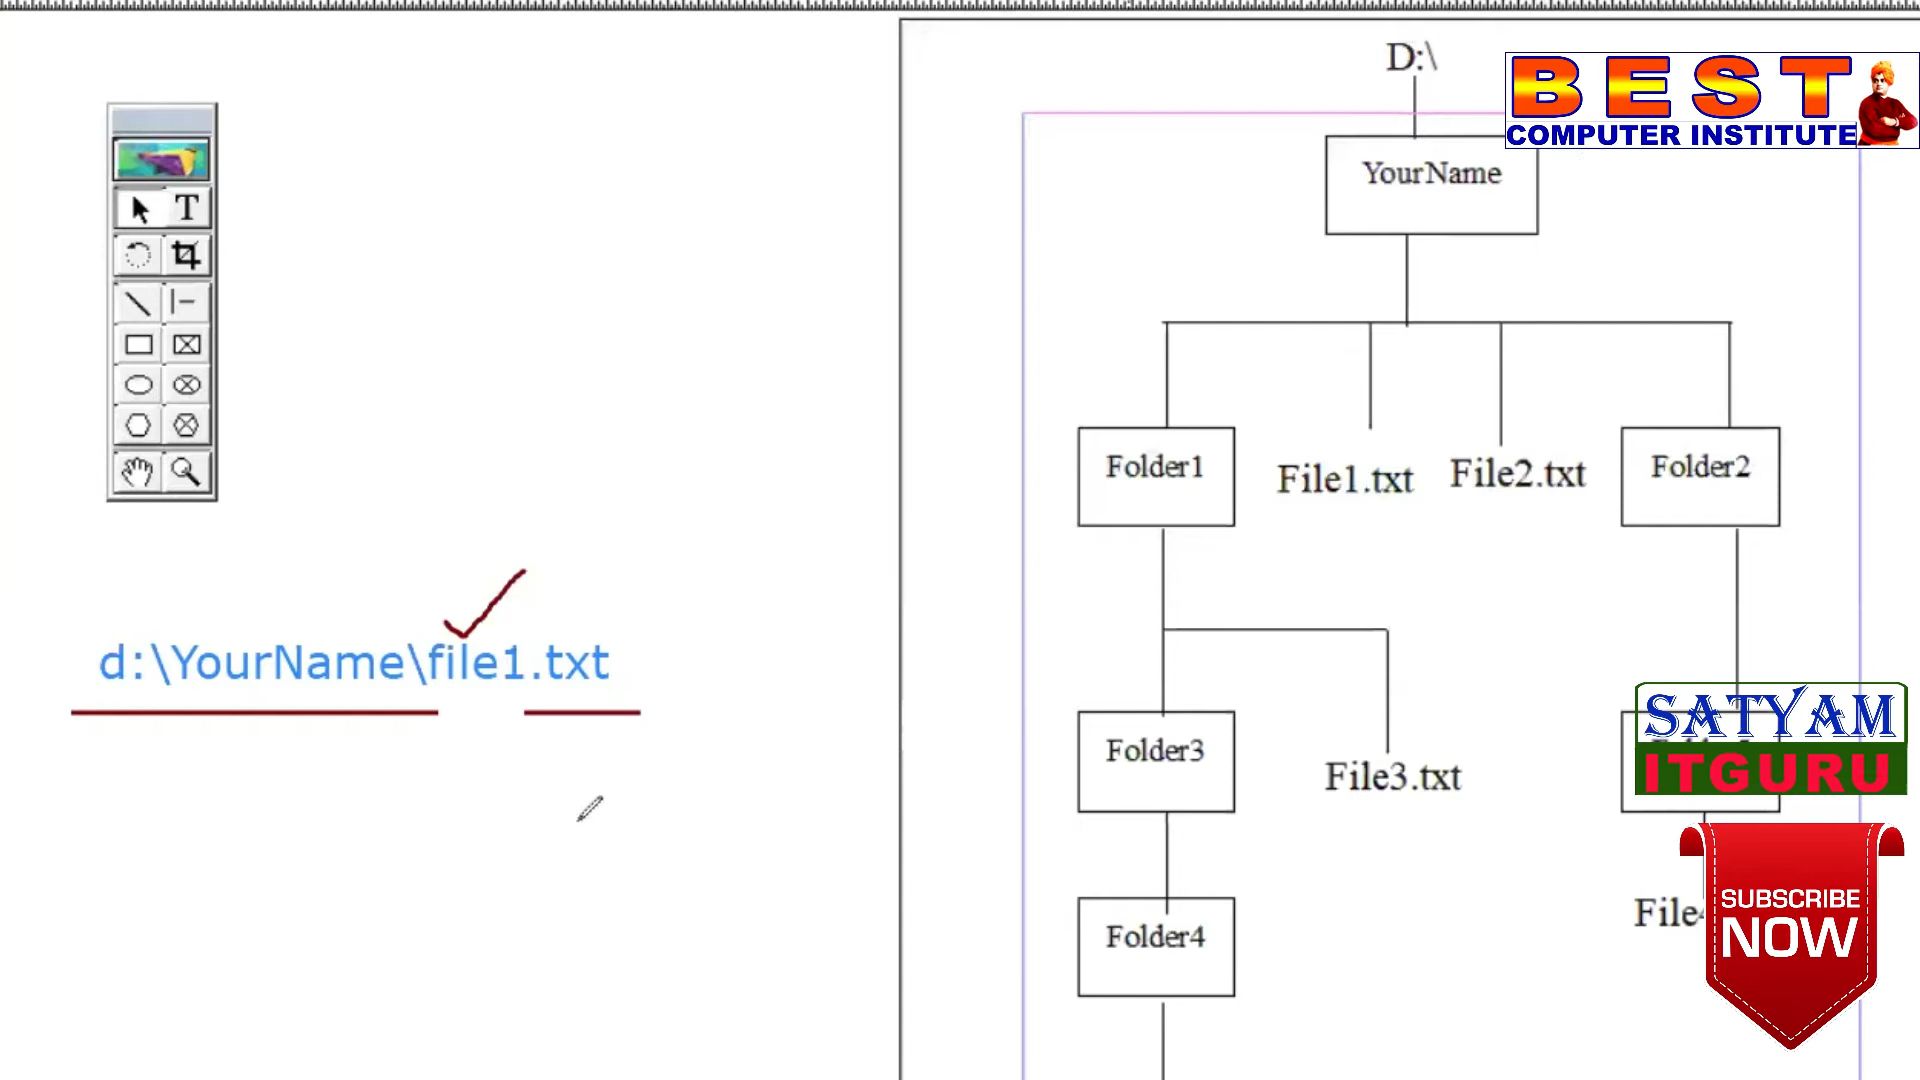 D:\
BEST
COMPUTER INSTITUTE
YourName
T
Folder1
File1.txt
File2.txt
Folder2
d:\YourName\file1.txt
Folder3
File3.txt
SATYAM
ITGURU
Folder4
SUBSCRIBE
NOW